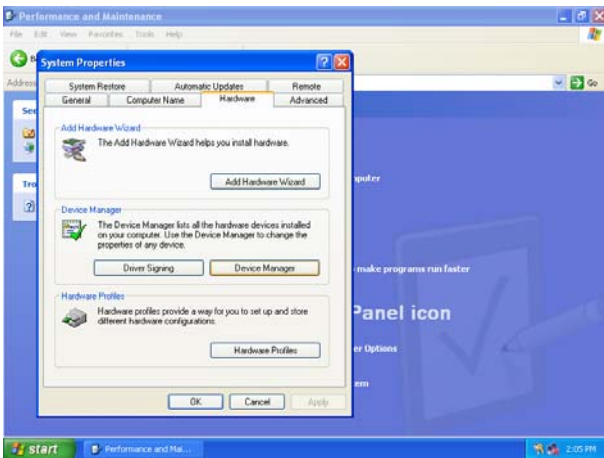 Performance and Maintenance
File Edit View Favorites Tools Help
Address
Go
System Properties
System Restore Automatic Updates Remote
General Computer Name Hardware Advanced
Add Hardware Wizard
The Add Hardware Wizard helps you install hardware.
Add Hardware Wizard
Device Manager
The Device Manager lists all the hardware devices installed
on your computer. Use the Device Manager to change the
properties of any device.
Driver Signing Device Manager
Hardware Profiles
Hardware profiles provide a way for you to set up and store
different hardware configurations.
Hardware Profiles
OK Cancel Apply
See
Tro
mputer
make programs run faster
Panel icon
er Options
em
start Performance and Mai... 2:05 PM